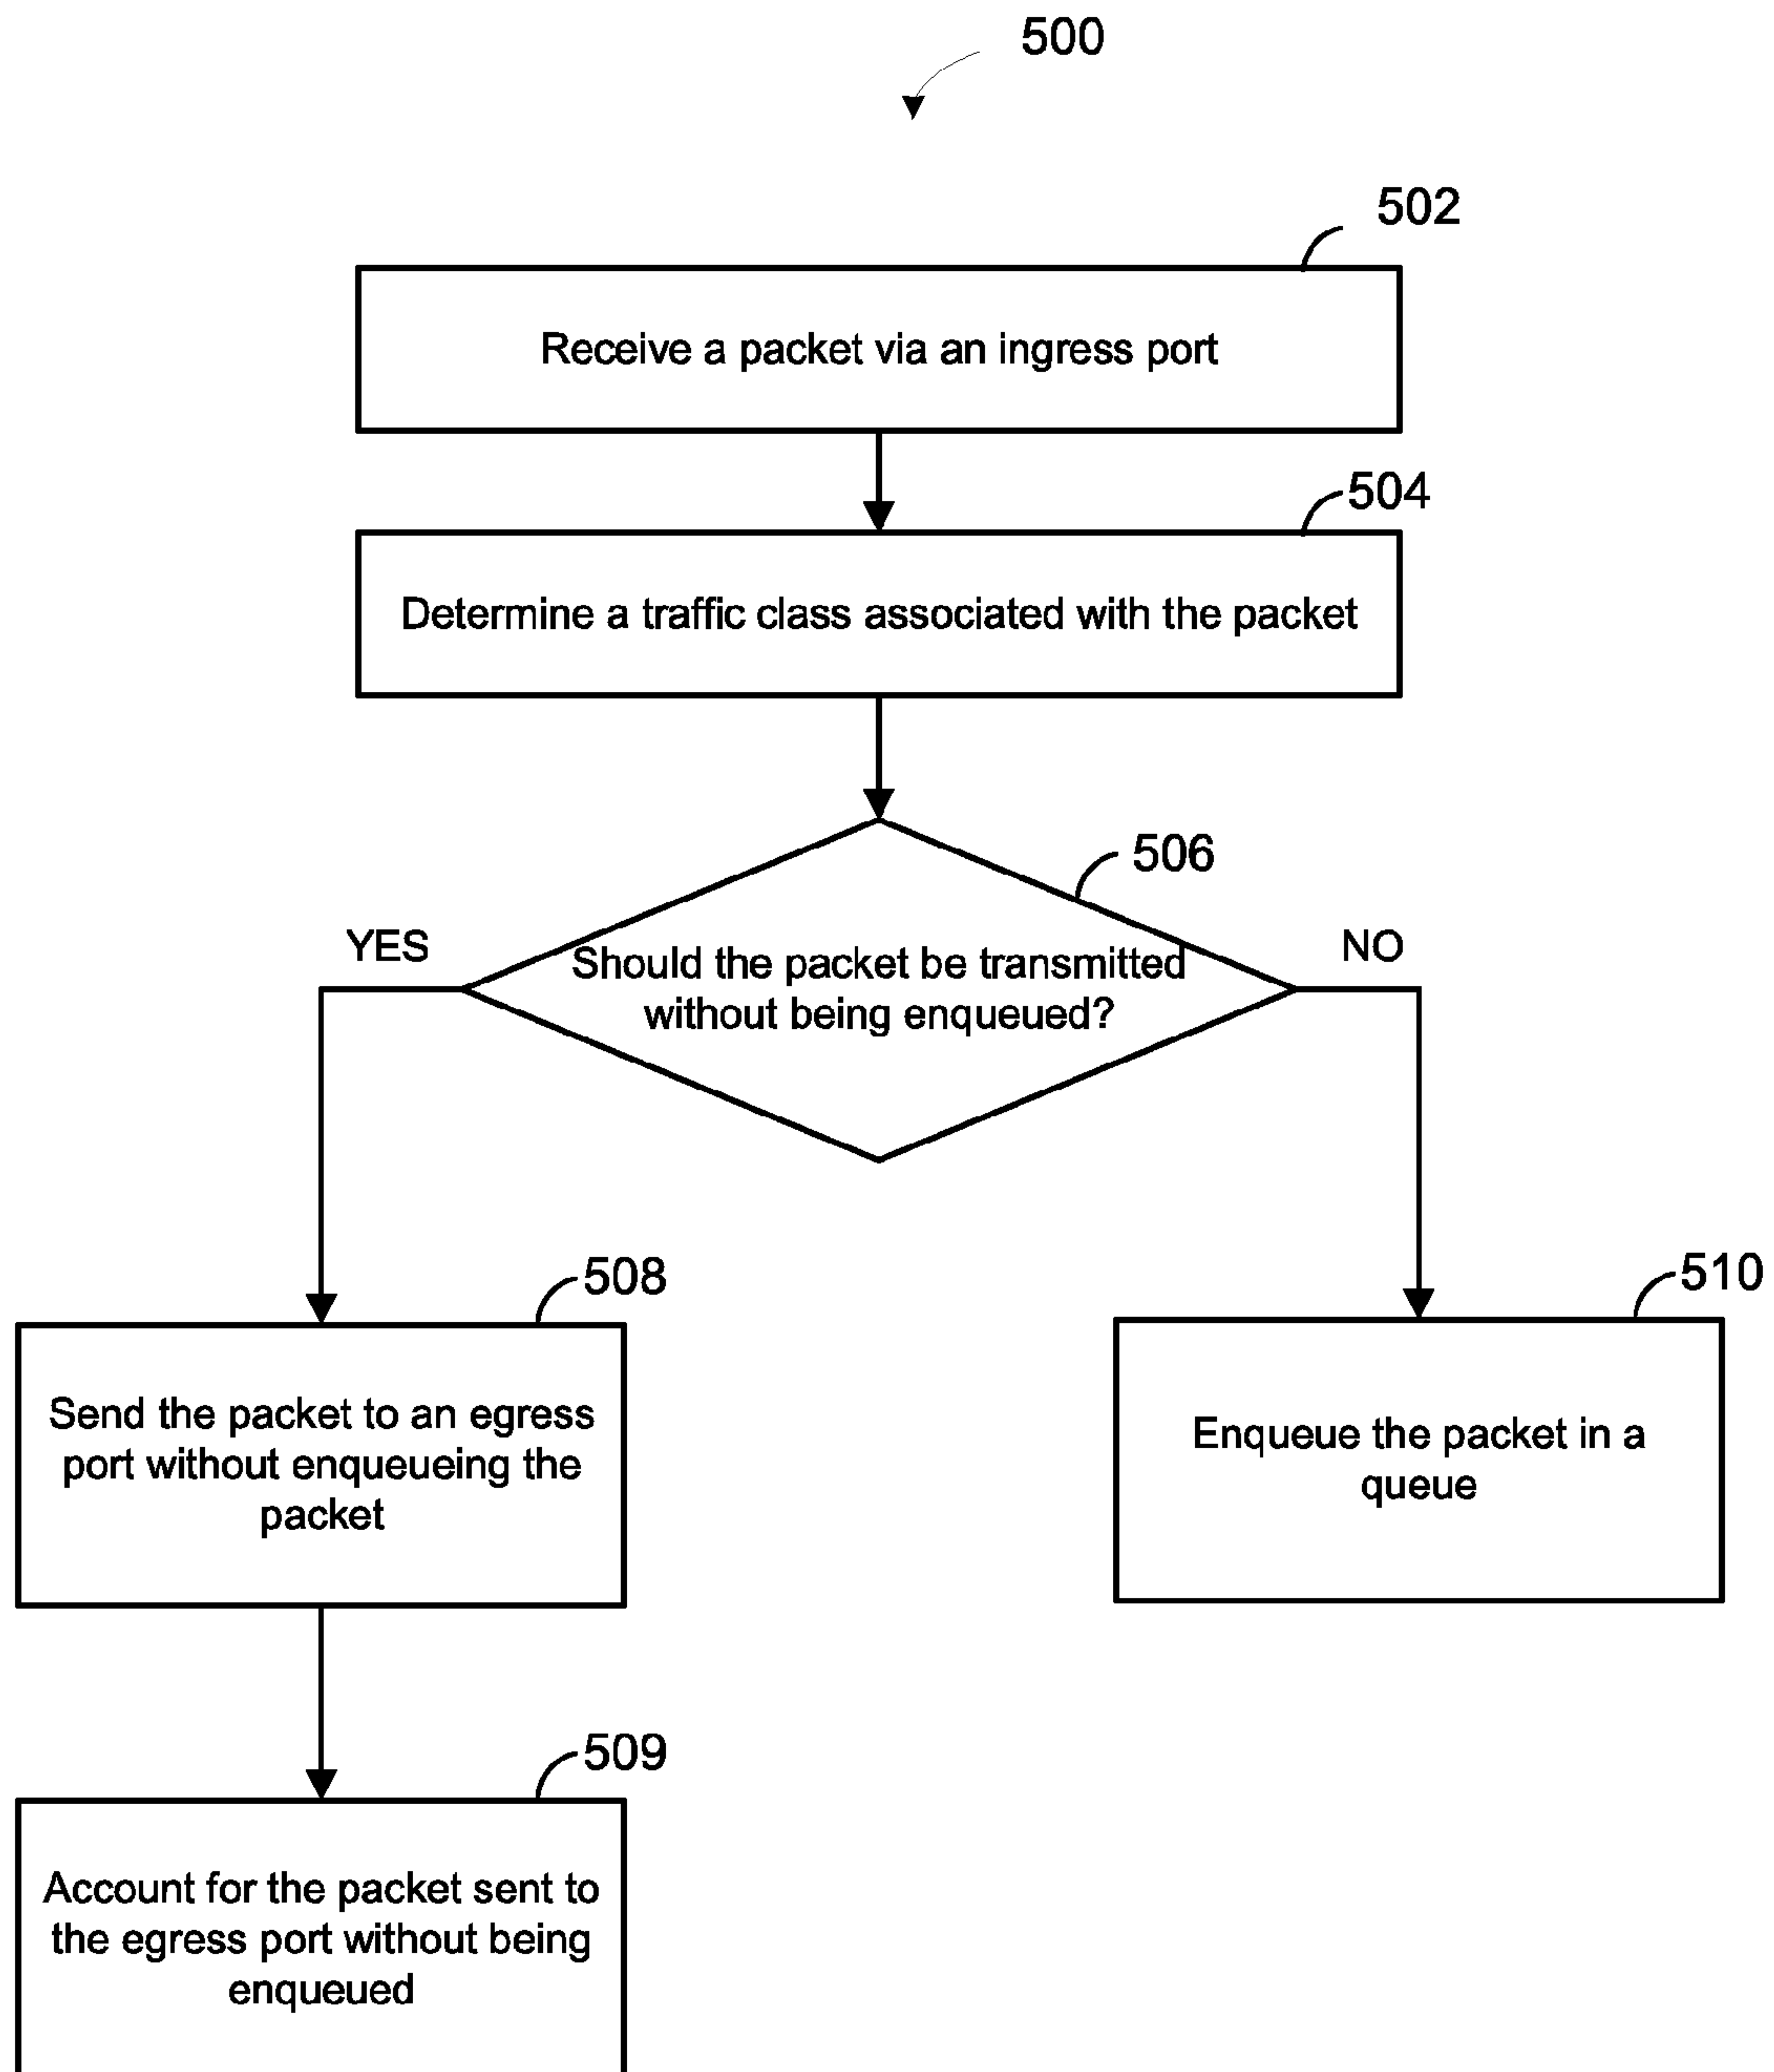 500
502
Receive a packet via an ingress port
504
Determine a traffic class associated with the packet
506
YES
NO
Should the packet be transmitted
without being enqueued?
508
510
Send the packet to an egress
port without enqueueing the
packet
Enqueue the packet in a
queue
509
Account for the packet sent to
the egress port without being
enqueued